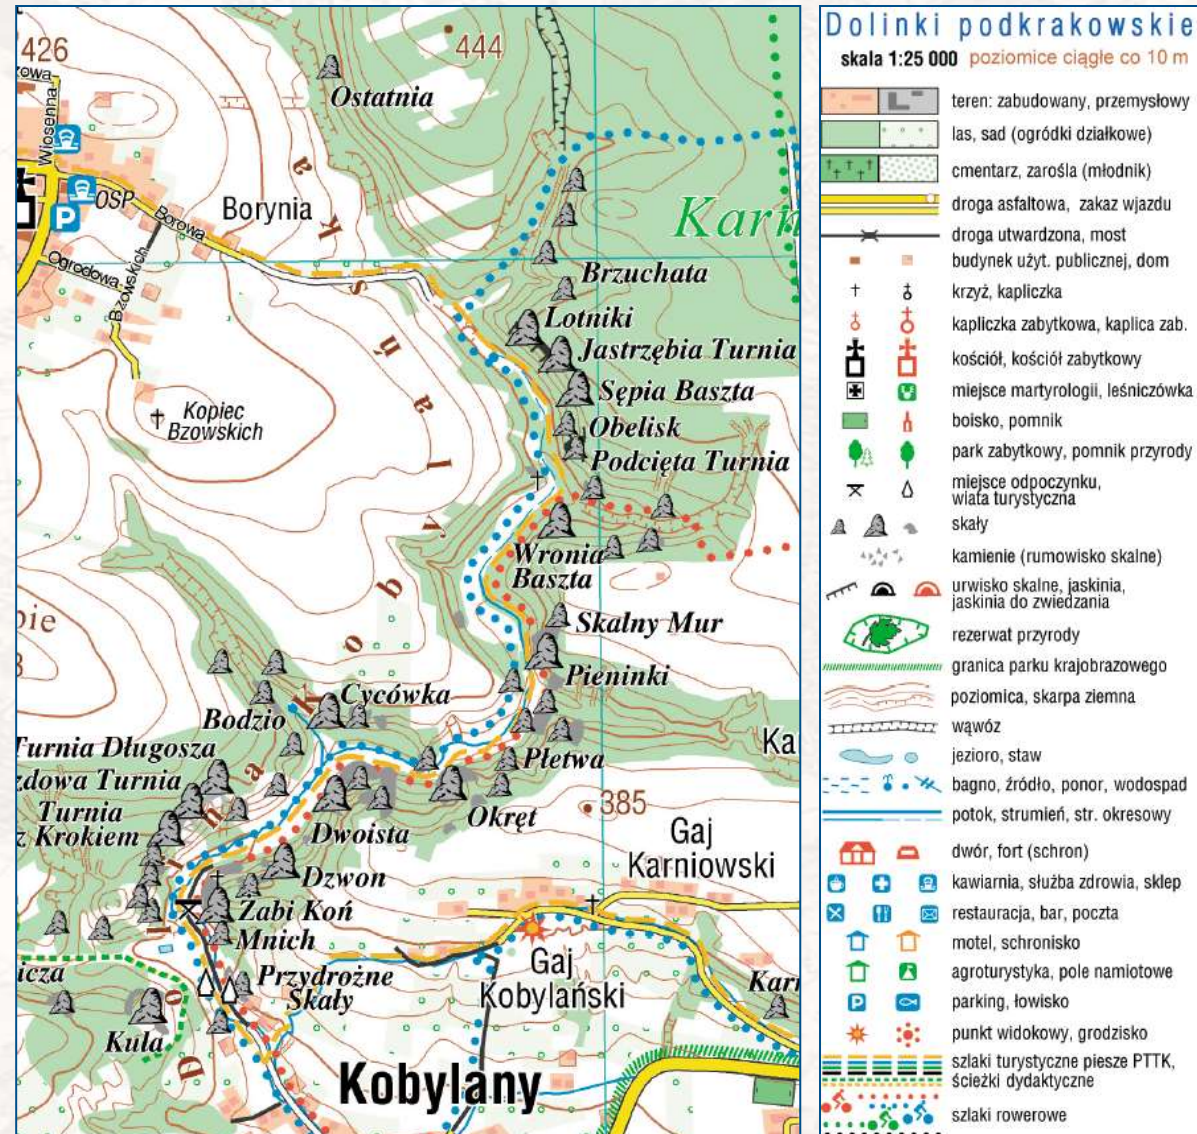 426
444
Ostatnia
Wiosenna
OSP
Borowa
Borynia
Ogrodowa
Bzowskich
Karn
Brzuchata
Lotniki
Jastrzębia Turnia
Sępia Baszta
Kopiec
Bzowskich
Obelisk
Podcięta Turnia
Wronia
Baszta
Skalny Mur
Pieninki
Cycówka
Bodzio
Turnia Długosza
zdowa Turnia
Turnia
z Krokiem
Płetwa
Ka
385
Okręt
Dwoista
Gaj
Karniowski
Dzwon
Żabi Koń
Mnich
Gaj
Kobylański
icza
Przydrożne
Skały
Karn
Kula
Kobylany
Dolina Kobylańska
Dolinki podkrakowskie
skala 1:25 000 poziomice ciągłe co 10 m
teren: zabudowany, przemysłowy
las, sad (ogródki działkowe)
cmentarz, zarośla (młodnik)
droga asfaltowa, zakaz wjazdu
droga utwardzona, most
budynek użyt. publicznej, dom
krzyż, kapliczka
kapliczka zabytkowa, kaplica zab.
kościół, kościół zabytkowy
miejsce martyrologii, leśniczówka
boisko, pomnik
park zabytkowy, pomnik przyrody
miejsce odpoczynku,
wiata turystyczna
skały
kamienie (rumowisko skalne)
urwisko skalne, jaskinia,
jaskinia do zwiedzania
rezerwat przyrody
granica parku krajobrazowego
poziomica, skarpa ziemna
wąwóz
jezioro, staw
bagno, źródło, ponor, wodospad
potok, strumień, str. okresowy
dwór, fort (schron)
kawiarnia, służba zdrowia, sklep
restauracja, bar, poczta
motel, schronisko
agroturystyka, pole namiotowe
parking, łowisko
punkt widokowy, grodzisko
szlaki turystyczne piesze PTTK,
ścieżki dydaktyczne
szlaki rowerowe